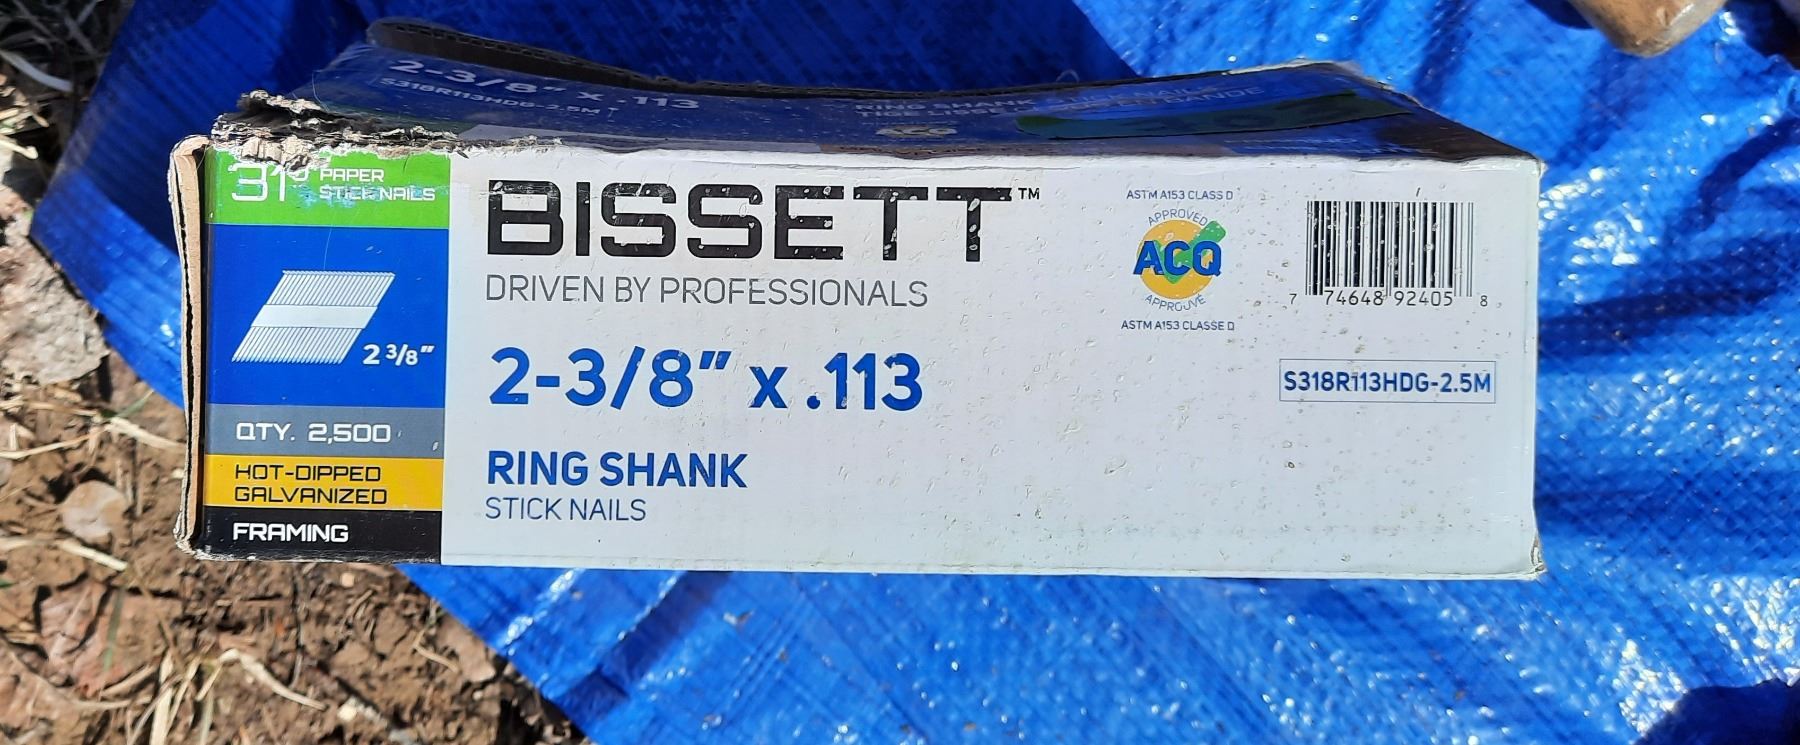 2-3/8" x .113
S318R113HDG-2.5M
RING SHANK
TIGE LISSE
ACQ
31° PAPER
STICK NAILS
2 3/8"
QTY. 2,500
HOT-DIPPED
GALVANIZED
FRAMING
BISSETT™
DRIVEN BY PROFESSIONALS
2-3/8" x .113
RING SHANK
STICK NAILS
ASTM A153 CLASS D
APPROVED
ACQ
APPROUVÉ
ASTM A153 CLASSE D
7 74648 92405 8
S318R113HDG-2.5M